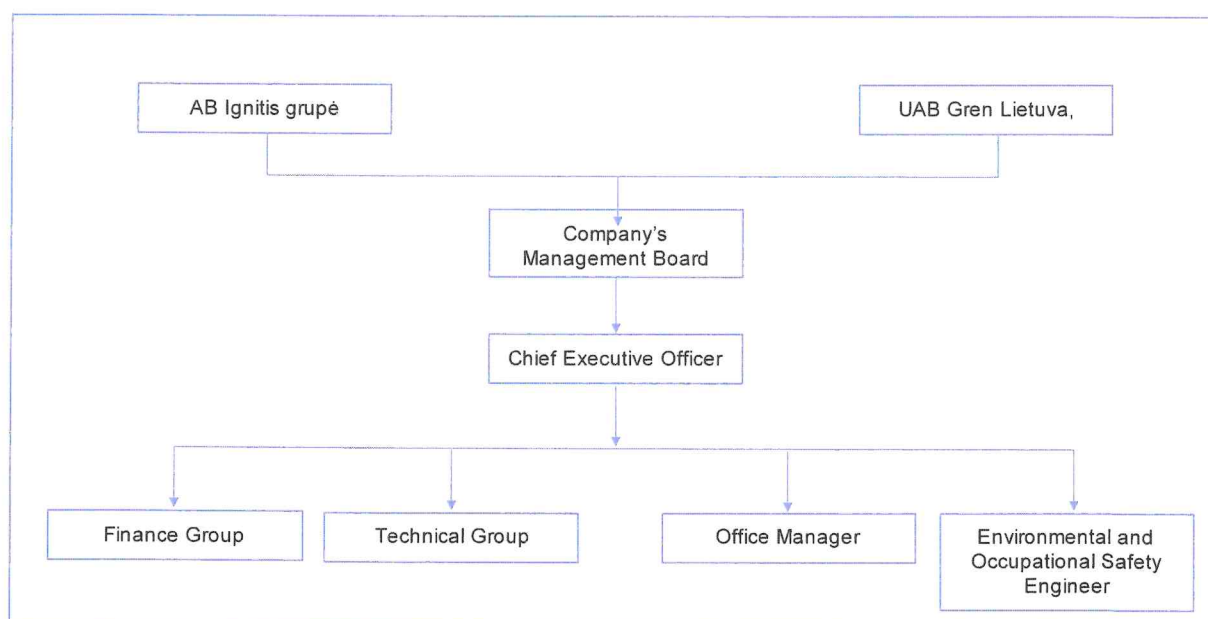 AB Ignitis grupė
UAB Gren Lietuva,
Company's
Management Board
Chief Executive Officer
Finance Group
Technical Group
Office Manager
Environmental and
Occupational Safety
Engineer